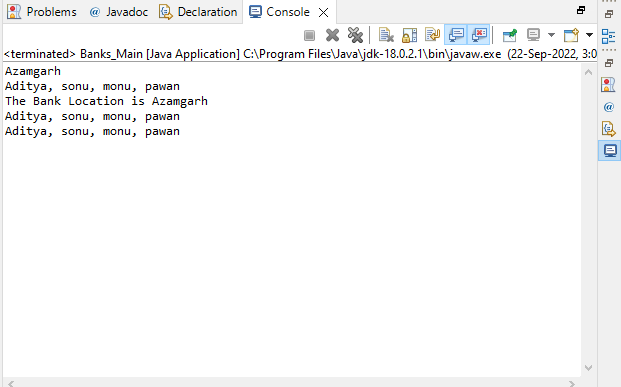 Problems @ Javadoc Declaration Console
<terminated> Banks_Main [Java Application] C:\Program Files\Java\jdk-18.0.2.1\bin\javaw.exe (22-Sep-2022, 3:0
Azamgarh
Aditya, sonu, monu, pawan
The Bank Location is Azamgarh
Aditya, sonu, monu, pawan
Aditya, sonu, monu, pawan